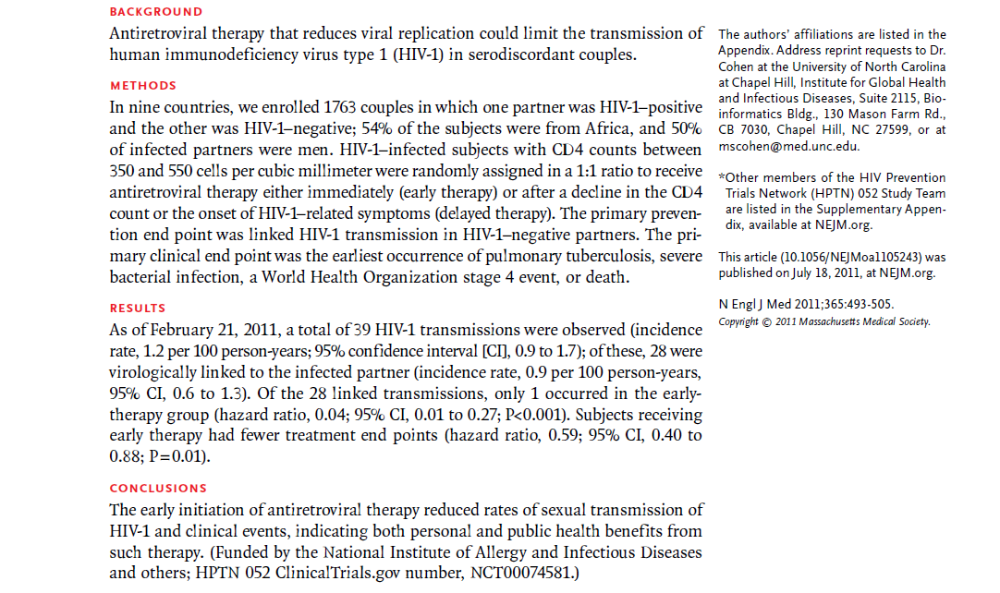 BACKGROUND
Antiretroviral therapy that reduces viral replication could limit the transmission of
human immunodeficiency virus type 1 (HIV-1) in serodiscordant couples.
METHODS
In nine countries, we enrolled 1763 couples in which one partner was HIV-1–positive
and the other was HIV-1–negative; 54% of the subjects were from Africa, and 50%
of infected partners were men. HIV-1–infected subjects with CD4 counts between
350 and 550 cells per cubic millimeter were randomly assigned in a 1:1 ratio to receive
antiretroviral therapy either immediately (early therapy) or after a decline in the CD4
count or the onset of HIV-1–related symptoms (delayed therapy). The primary preven-
tion end point was linked HIV-1 transmission in HIV-1–negative partners. The pri-
mary clinical end point was the earliest occurrence of pulmonary tuberculosis, severe
bacterial infection, a World Health Organization stage 4 event, or death.
RESULTS
As of February 21, 2011, a total of 39 HIV-1 transmissions were observed (incidence
rate, 1.2 per 100 person-years; 95% confidence interval [CI], 0.9 to 1.7); of these, 28 were
virologically linked to the infected partner (incidence rate, 0.9 per 100 person-years,
95% CI, 0.6 to 1.3). Of the 28 linked transmissions, only 1 occurred in the early-
therapy group (hazard ratio, 0.04; 95% CI, 0.01 to 0.27; P<0.001). Subjects receiving
early therapy had fewer treatment end points (hazard ratio, 0.59; 95% CI, 0.40 to
0.88; P=0.01).
CONCLUSIONS
The early initiation of antiretroviral therapy reduced rates of sexual transmission of
HIV-1 and clinical events, indicating both personal and public health benefits from
such therapy. (Funded by the National Institute of Allergy and Infectious Diseases
and others; HPTN 052 ClinicalTrials.gov number, NCT00074581.)
The authors' affiliations are listed in the
Appendix. Address reprint requests to Dr.
Cohen at the University of North Carolina
at Chapel Hill, Institute for Global Health
and Infectious Diseases, Suite 2115, Bio-
informatics Bldg., 130 Mason Farm Rd.,
CB 7030, Chapel Hill, NC 27599, or at
mscohen@med.unc.edu.
*Other members of the HIV Prevention
Trials Network (HPTN) 052 Study Team
are listed in the Supplementary Appen-
dix, available at NEJM.org.
This article (10.1056/NEJMoa1105243) was
published on July 18, 2011, at NEJM.org.
N Engl J Med 2011;365:493-505.
Copyright © 2011 Massachusetts Medical Society.